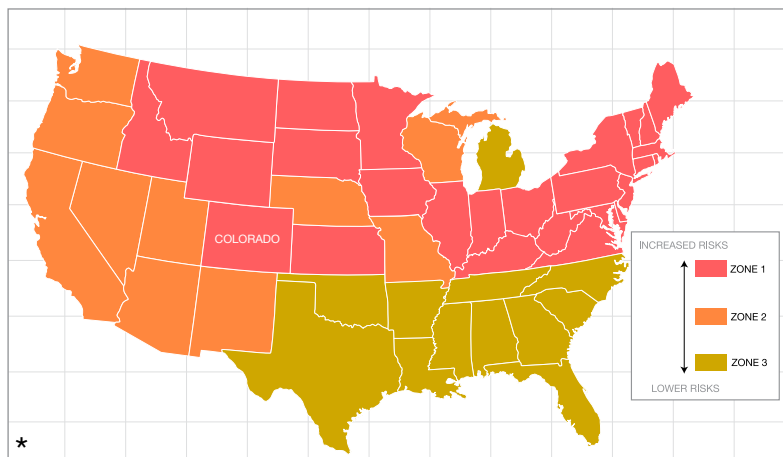 COLORADO
INCREASED RISKS
ZONE 1
ZONE 2
ZONE 3
LOWER RISKS
*